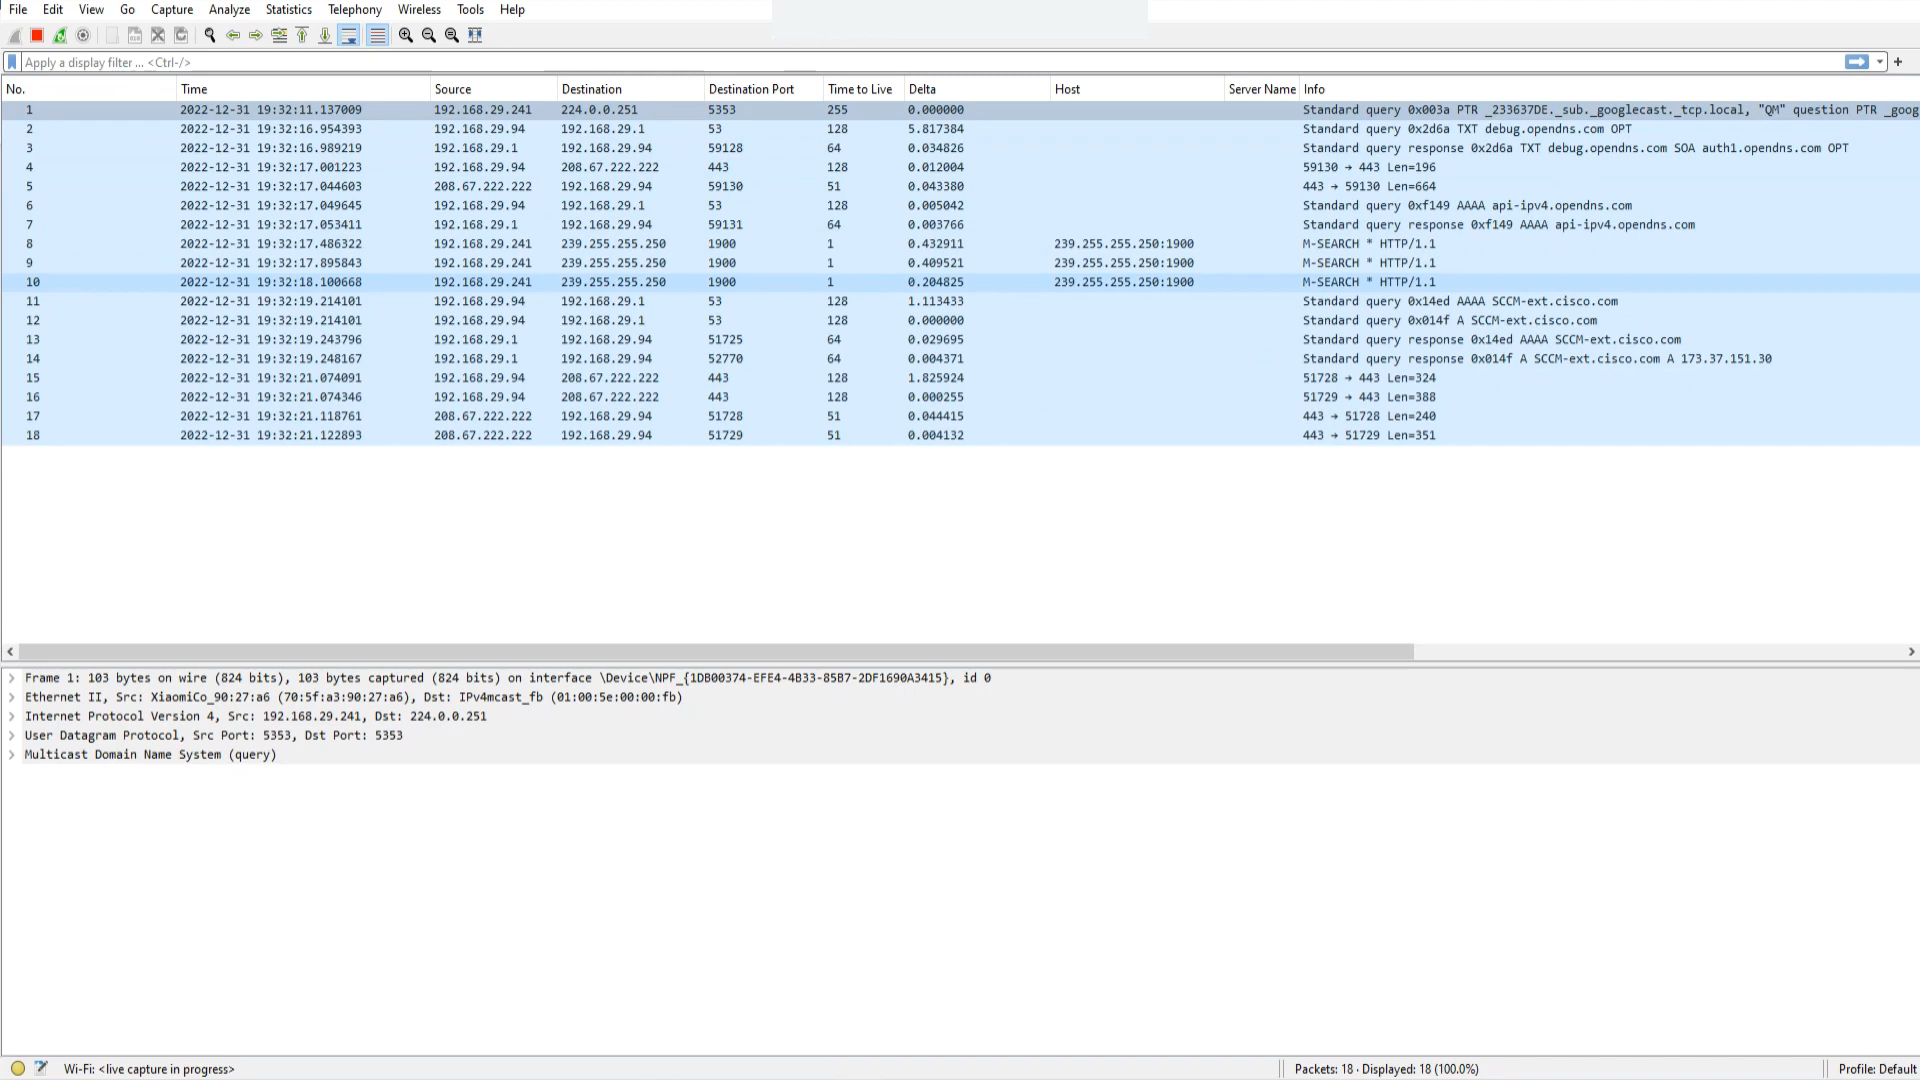 File Edit View Go Capture Analyze Statistics Telephony Wireless Tools Help
Apply a display filter ... <Ctrl-/>
No. Time Source Destination Destination Port Time to Live Delta Host Server Name Info
1 2022-12-31 19:32:11.137009 192.168.29.241 224.0.0.251 5353 255 0.000000 Standard query 0x003a PTR _233637DE._sub._googlecast._tcp.local, "QM" question PTR _goog
2 2022-12-31 19:32:16.954393 192.168.29.94 192.168.29.1 53 128 5.817384 Standard query 0x2d6a TXT debug.opendns.com OPT
3 2022-12-31 19:32:16.989219 192.168.29.1 192.168.29.94 59128 64 0.034826 Standard query response 0x2d6a TXT debug.opendns.com SOA auth1.opendns.com OPT
4 2022-12-31 19:32:17.001223 192.168.29.94 208.67.222.222 443 128 0.012004 59130 → 443 Len=196
5 2022-12-31 19:32:17.044603 208.67.222.222 192.168.29.94 59130 51 0.043380 443 → 59130 Len=664
6 2022-12-31 19:32:17.049645 192.168.29.94 192.168.29.1 53 128 0.005042 Standard query 0xf149 AAAA api-ipv4.opendns.com
7 2022-12-31 19:32:17.053411 192.168.29.1 192.168.29.94 59131 64 0.003766 Standard query response 0xf149 AAAA api-ipv4.opendns.com
8 2022-12-31 19:32:17.486322 192.168.29.241 239.255.255.250 1900 1 0.432911 239.255.255.250:1900 M-SEARCH * HTTP/1.1
9 2022-12-31 19:32:17.895843 192.168.29.241 239.255.255.250 1900 1 0.409521 239.255.255.250:1900 M-SEARCH * HTTP/1.1
10 2022-12-31 19:32:18.100668 192.168.29.241 239.255.255.250 1900 1 0.204825 239.255.255.250:1900 M-SEARCH * HTTP/1.1
11 2022-12-31 19:32:19.214101 192.168.29.94 192.168.29.1 53 128 1.113433 Standard query 0x14ed AAAA SCCM-ext.cisco.com
12 2022-12-31 19:32:19.214101 192.168.29.94 192.168.29.1 53 128 0.000000 Standard query 0x014f A SCCM-ext.cisco.com
13 2022-12-31 19:32:19.243796 192.168.29.1 192.168.29.94 51725 64 0.029695 Standard query response 0x14ed AAAA SCCM-ext.cisco.com
14 2022-12-31 19:32:19.248167 192.168.29.1 192.168.29.94 52770 64 0.004371 Standard query response 0x014f A SCCM-ext.cisco.com A 173.37.151.30
15 2022-12-31 19:32:21.074091 192.168.29.94 208.67.222.222 443 128 1.825924 51728 → 443 Len=324
16 2022-12-31 19:32:21.074346 192.168.29.94 208.67.222.222 443 128 0.000255 51729 → 443 Len=388
17 2022-12-31 19:32:21.118761 208.67.222.222 192.168.29.94 51728 51 0.044415 443 → 51728 Len=240
18 2022-12-31 19:32:21.122893 208.67.222.222 192.168.29.94 51729 51 0.004132 443 → 51729 Len=351
Frame 1: 103 bytes on wire (824 bits), 103 bytes captured (824 bits) on interface \Device\NPF_{1DB00374-EFE4-4B33-85B7-2DF1690A3415}, id 0
Ethernet II, Src: XiaomiCo_90:27:a6 (70:5f:a3:90:27:a6), Dst: IPv4mcast_fb (01:00:5e:00:00:fb)
Internet Protocol Version 4, Src: 192.168.29.241, Dst: 224.0.0.251
User Datagram Protocol, Src Port: 5353, Dst Port: 5353
Multicast Domain Name System (query)
Wi-Fi: <live capture in progress> Packets: 18 · Displayed: 18 (100.0%) Profile: Default